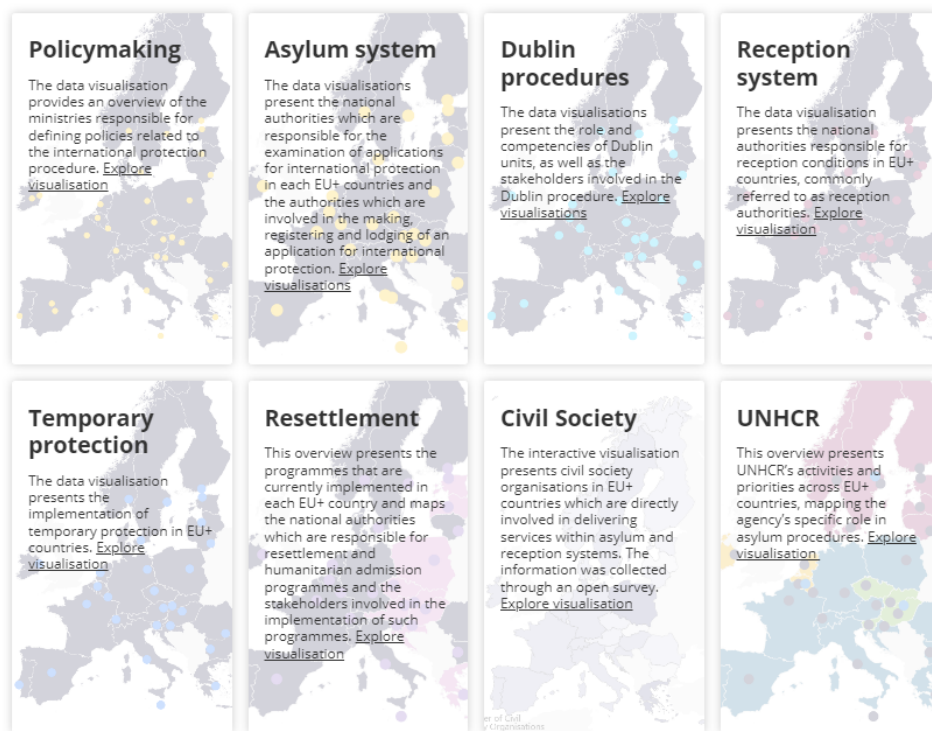 Policymaking
The data visualisation
provides an overview of the
ministries responsible for
defining policies related to
the international protection
procedure. Explore
visualisation
Asylum system
The data visualisations
present the national
authorities which are
responsible for the
examination of applications
for international protection
in each EU+ countries and
the authorities which are
involved in the making,
registering and lodging of an
application for international
protection. Explore
visualisations
Dublin
procedures
The data visualisations
present the role and
competencies of Dublin
units, as well as the
stakeholders involved in the
Dublin procedure. Explore
visualisations
Reception
system
The data visualisation
presents the national
authorities responsible for
reception conditions in EU+
countries, commonly
referred to as reception
authorities. Explore
visualisation
Temporary
protection
The data visualisation
presents the
implementation of
temporary protection in EU+
countries. Explore
visualisation
Resettlement
This overview presents the
programmes that are
currently implemented in
each EU+ country and maps
the national authorities
which are responsible for
resettlement and
humanitarian admission
programmes and the
stakeholders involved in the
implementation of such
programmes. Explore
visualisation
Civil Society
The interactive visualisation
presents civil society
organisations in EU+
countries which are directly
involved in delivering
services within asylum and
reception systems. The
information was collected
through an open survey.
Explore visualisation
er of Civil
y Organisations
UNHCR
This overview presents
UNHCR's activities and
priorities across EU+
countries, mapping the
agency's specific role in
asylum procedures. Explore
visualisation